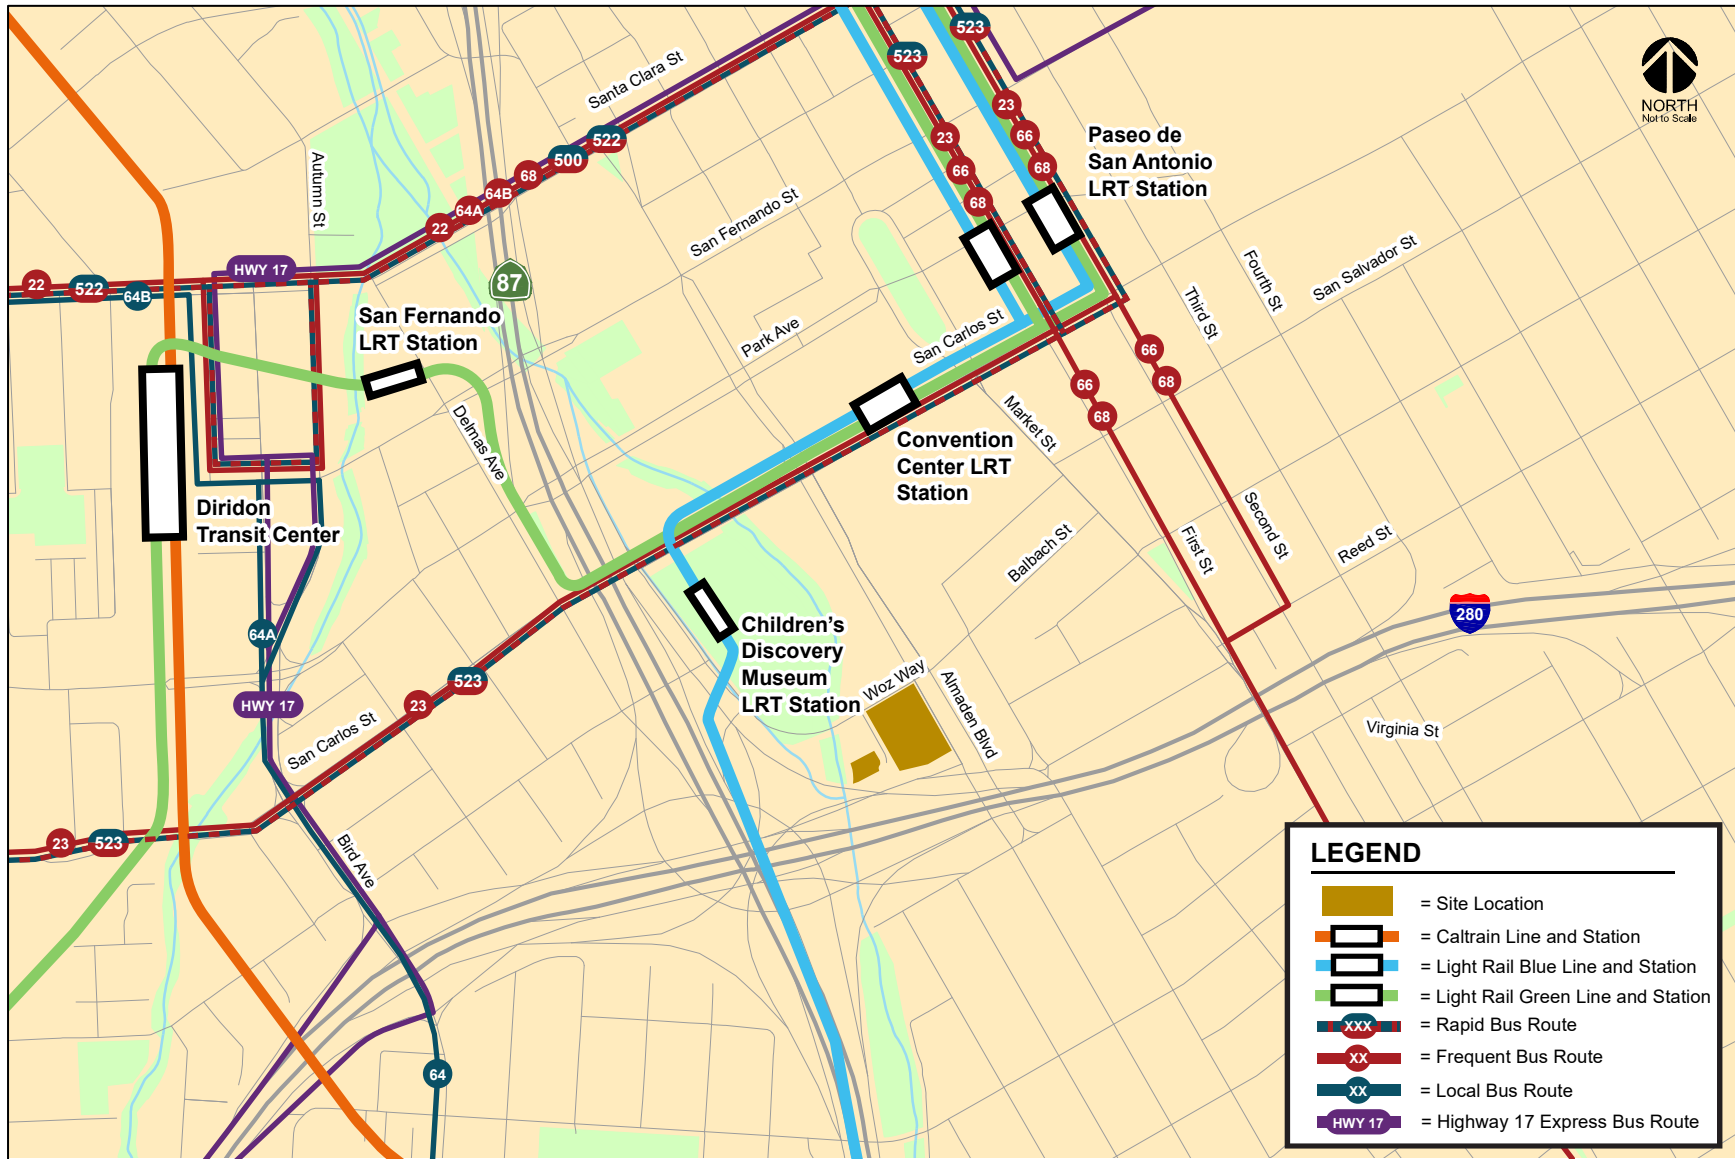 523
523
NORTH
Not to Scale
Santa Clara St
522
500
68
64B
64A
22
23
66
68
23
66
68
Paseo de
San Antonio
LRT Station
Autumn St
San Fernando St
Fourth St
San Salvador St
Third St
HWY 17
22
522
64B
87
San Fernando
LRT Station
Park Ave
San Carlos St
66
68
66
68
Market St
Delmas Ave
Convention
Center LRT
Station
Diridon
Transit Center
Second St
First St
Reed St
Balbach St
280
Children’s
Discovery
Museum
LRT Station
64A
523
23
HWY 17
San Carlos St
Woz Way
Almaden Blvd
Virginia St
23
523
Bird Ave
64
LEGEND
= Site Location
= Caltrain Line and Station
= Light Rail Blue Line and Station
= Light Rail Green Line and Station
XXX = Rapid Bus Route
XX = Frequent Bus Route
XX = Local Bus Route
HWY 17 = Highway 17 Express Bus Route